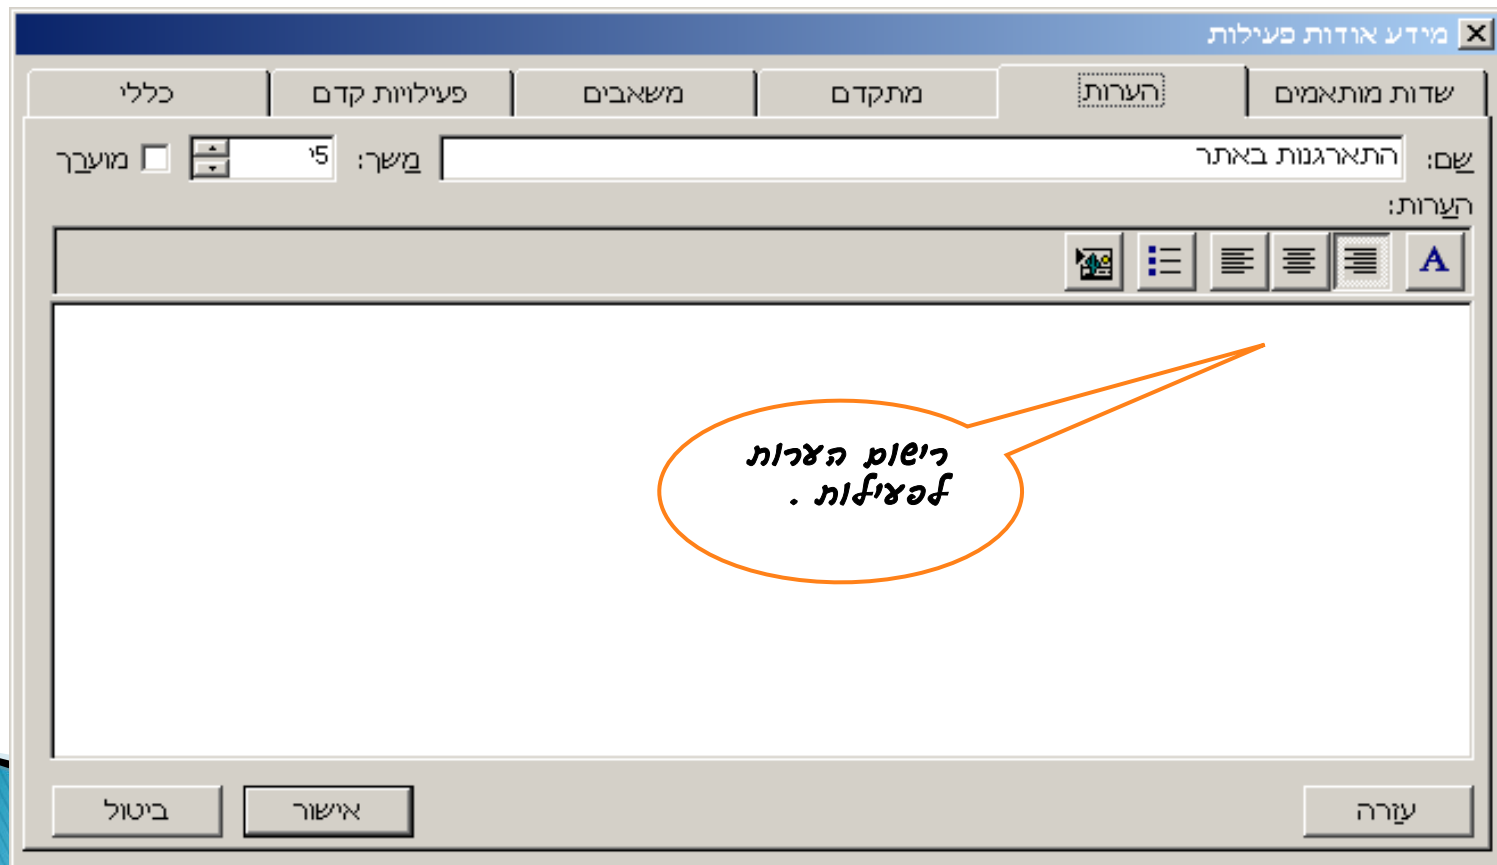 מידע אודות פעילות
שדות מותאמים הערות מתקדם משאבים פעילויות קדם כללי
שם: התארגנות באתר משך: 5י' מוערך
הערות:
A
רישום הערות
לפעילות .
עזרה אישור ביטול